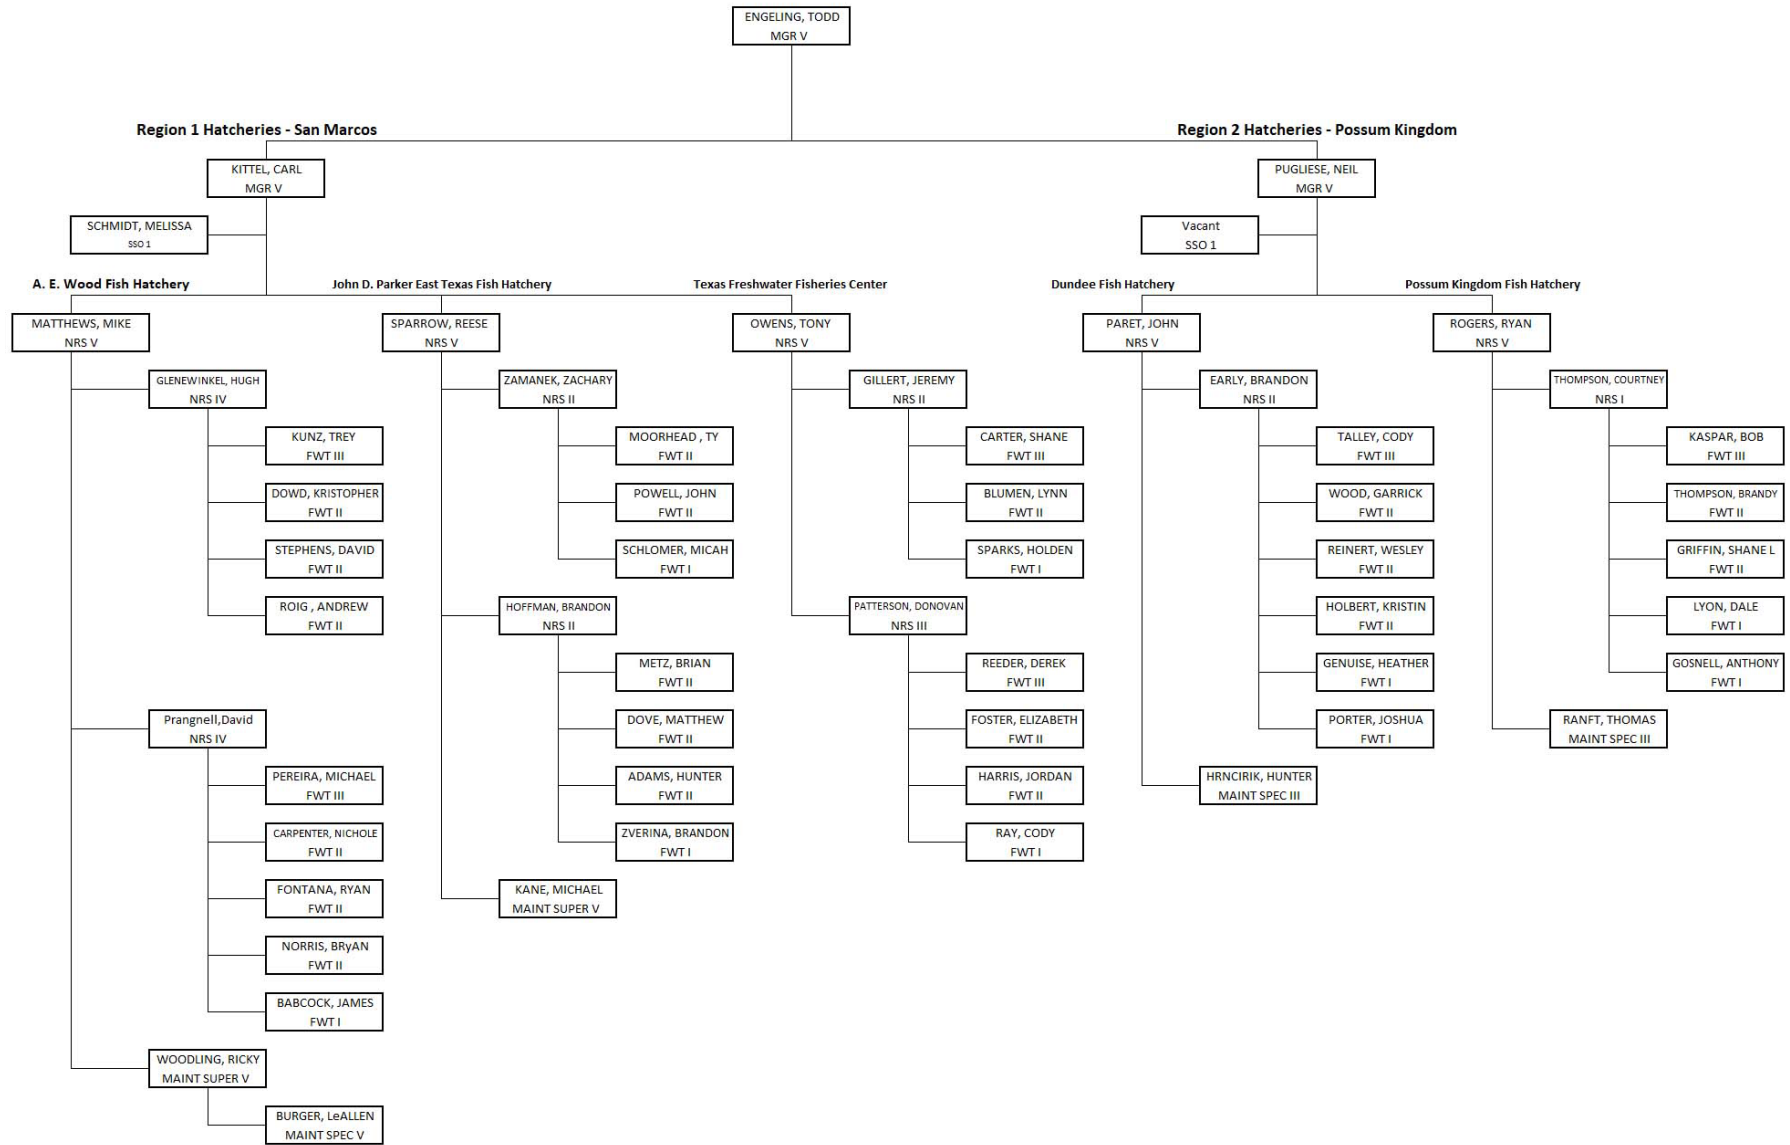 ENGELING, TODD
MGR V
Region 1 Hatcheries - San Marcos
Region 2 Hatcheries - Possum Kingdom
KITTEL, CARL
MGR V
PUGLIESE, NEIL
MGR V
SCHMIDT, MELISSA
SSO 1
Vacant
SSO 1
A. E. Wood Fish Hatchery
John D. Parker East Texas Fish Hatchery
Texas Freshwater Fisheries Center
Dundee Fish Hatchery
Possum Kingdom Fish Hatchery
MATTHEWS, MIKE
NRS V
GLENEWINKEL, HUGH
NRS IV
KUNZ, TREY
FWT III
DOWD, KRISTOPHER
FWT II
STEPHENS, DAVID
FWT II
ROIG , ANDREW
FWT II
Prangnell,David
NRS IV
PEREIRA, MICHAEL
FWT III
CARPENTER, NICHOLE
FWT II
FONTANA, RYAN
FWT II
NORRIS, BRyAN
FWT II
BABCOCK, JAMES
FWT I
WOODLING, RICKY
MAINT SUPER V
BURGER, LeALLEN
MAINT SPEC V
SPARROW, REESE
NRS V
ZAMANEK, ZACHARY
NRS II
MOORHEAD , TY
FWT II
POWELL, JOHN
FWT II
SCHLOMER, MICAH
FWT I
HOFFMAN, BRANDON
NRS II
METZ, BRIAN
FWT II
DOVE, MATTHEW
FWT II
ADAMS, HUNTER
FWT II
ZVERINA, BRANDON
FWT I
KANE, MICHAEL
MAINT SUPER V
OWENS, TONY
NRS V
GILLERT, JEREMY
NRS II
CARTER, SHANE
FWT III
BLUMEN, LYNN
FWT II
SPARKS, HOLDEN
FWT I
PATTERSON, DONOVAN
NRS III
REEDER, DEREK
FWT III
FOSTER, ELIZABETH
FWT II
HARRIS, JORDAN
FWT II
RAY, CODY
FWT I
PARET, JOHN
NRS V
EARLY, BRANDON
NRS II
TALLEY, CODY
FWT III
WOOD, GARRICK
FWT II
REINERT, WESLEY
FWT II
HOLBERT, KRISTIN
FWT II
GENUISE, HEATHER
FWT I
PORTER, JOSHUA
FWT I
HRNCIRIK, HUNTER
MAINT SPEC III
ROGERS, RYAN
NRS V
THOMPSON, COURTNEY
NRS I
KASPAR, BOB
FWT III
THOMPSON, BRANDY
FWT II
GRIFFIN, SHANE L
FWT II
LYON, DALE
FWT I
GOSNELL, ANTHONY
FWT I
RANFT, THOMAS
MAINT SPEC III